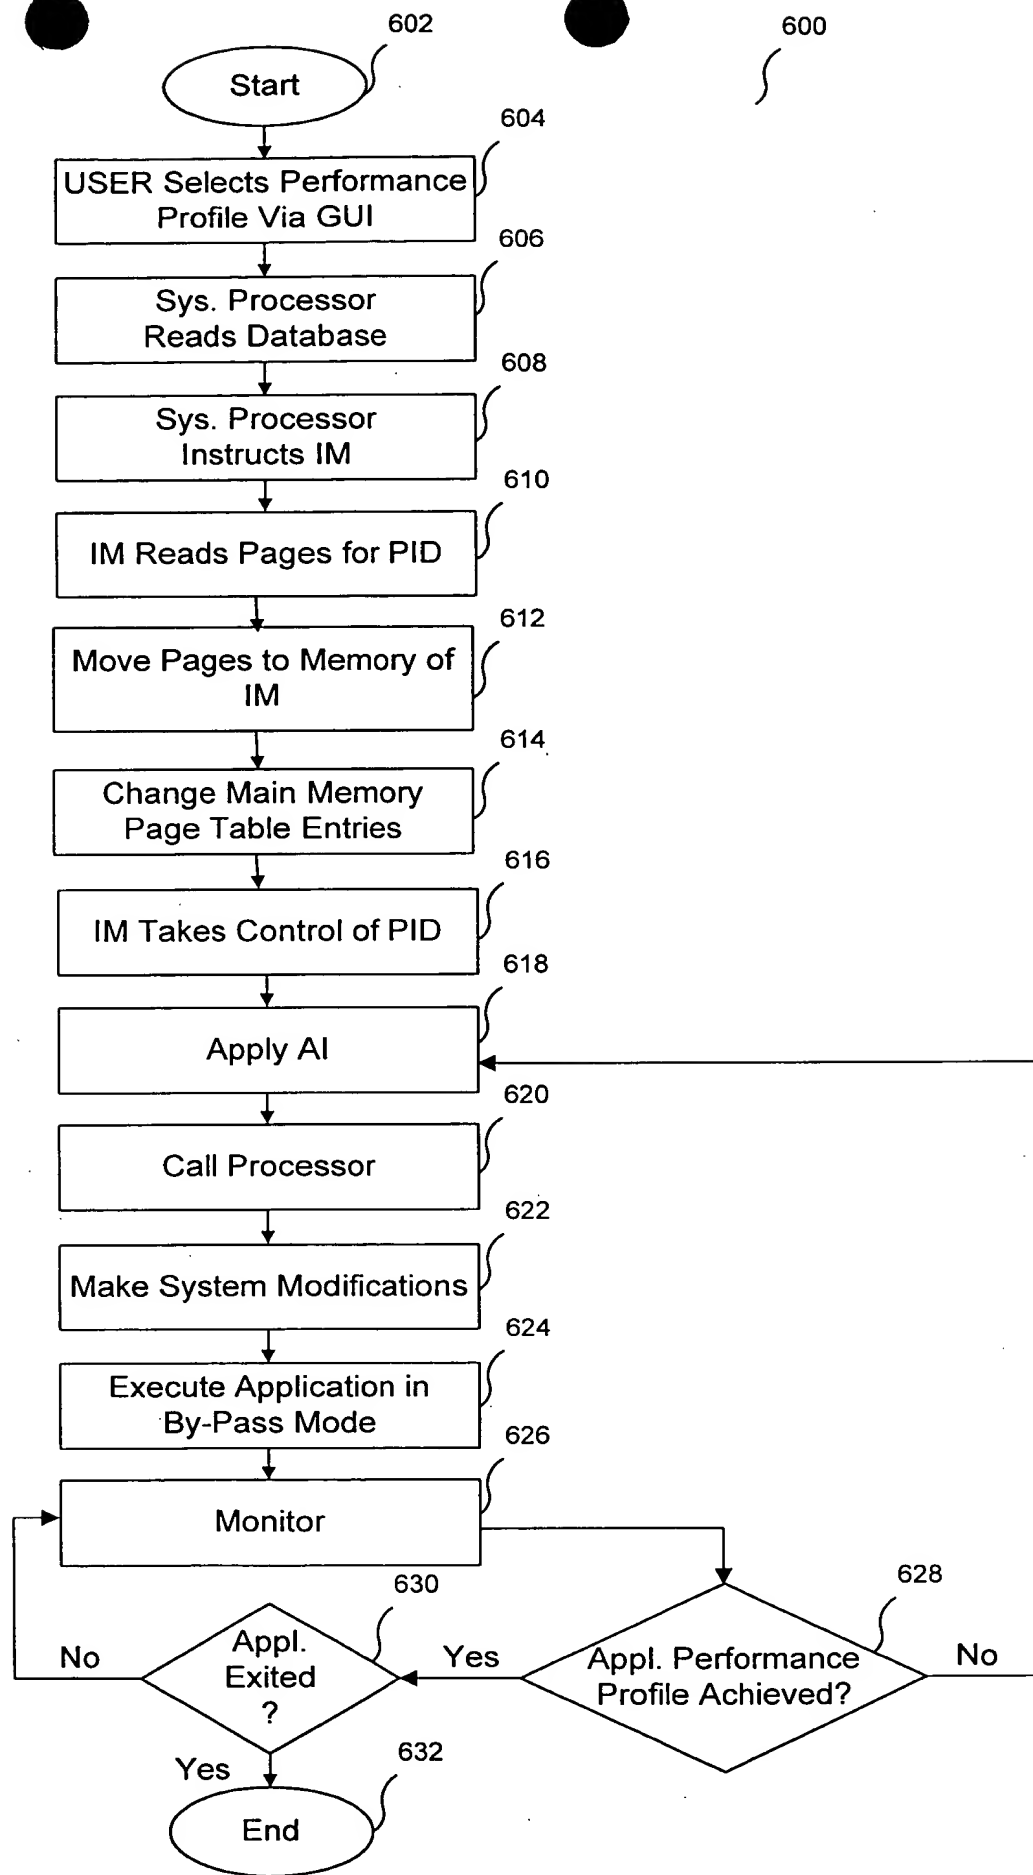 602
600
Start
604
USER Selects Performance
Profile Via GUI
606
Sys. Processor
Reads Database
608
Sys. Processor
Instructs IM
610
IM Reads Pages for PID
612
Move Pages to Memory of
IM
614
Change Main Memory
Page Table Entries
616
IM Takes Control of PID
618
Apply AI
620
Call Processor
622
Make System Modifications
624
Execute Application in
By-Pass Mode
626
Monitor
628
Appl. Performance
Profile Achieved?
No
Yes
630
Appl.
Exited
?
No
Yes
632
End